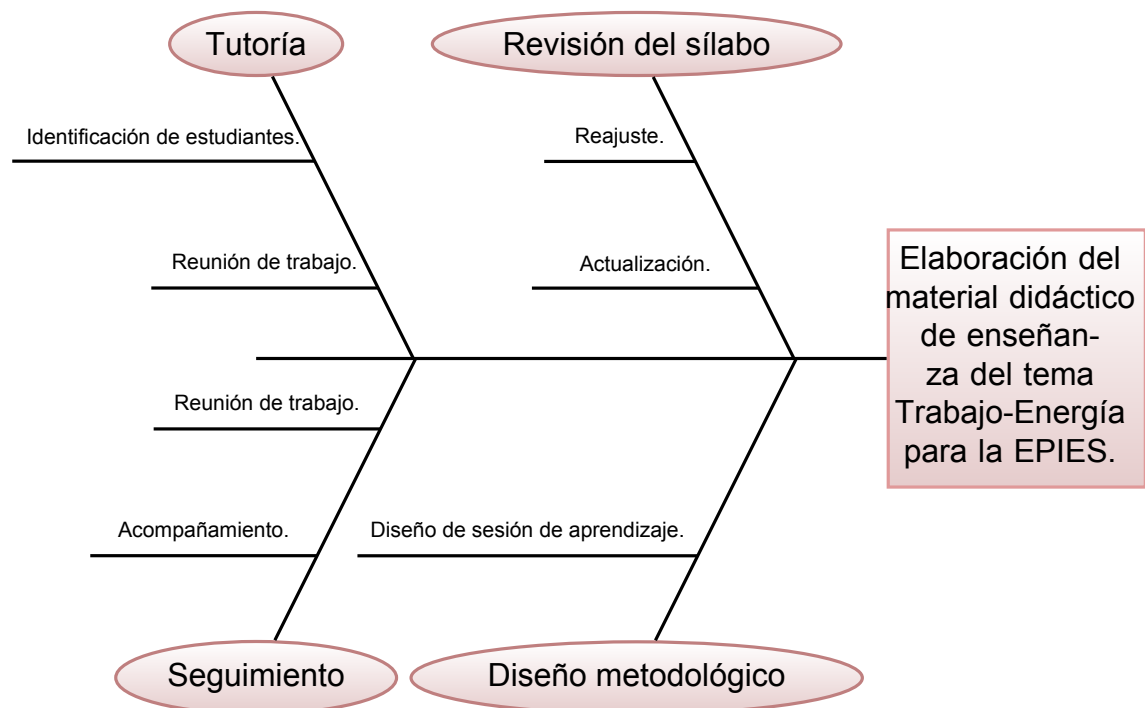 Tutoría
Revisión del sílabo
Identificación de estudiantes.
Reajuste.
Reunión de trabajo.
Actualización.
Elaboración del
material didáctico
de enseñan-
za del tema
Trabajo-Energía
para la EPIES.
Reunión de trabajo.
Acompañamiento.
Diseño de sesión de aprendizaje.
Seguimiento
Diseño metodológico